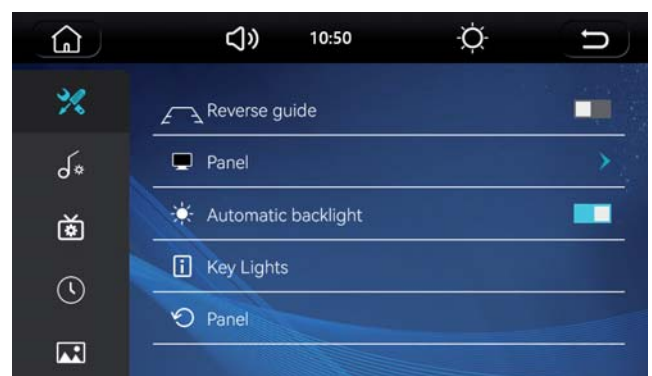 10:50
Reverse guide
Panel
Automatic backlight
Key Lights
Panel